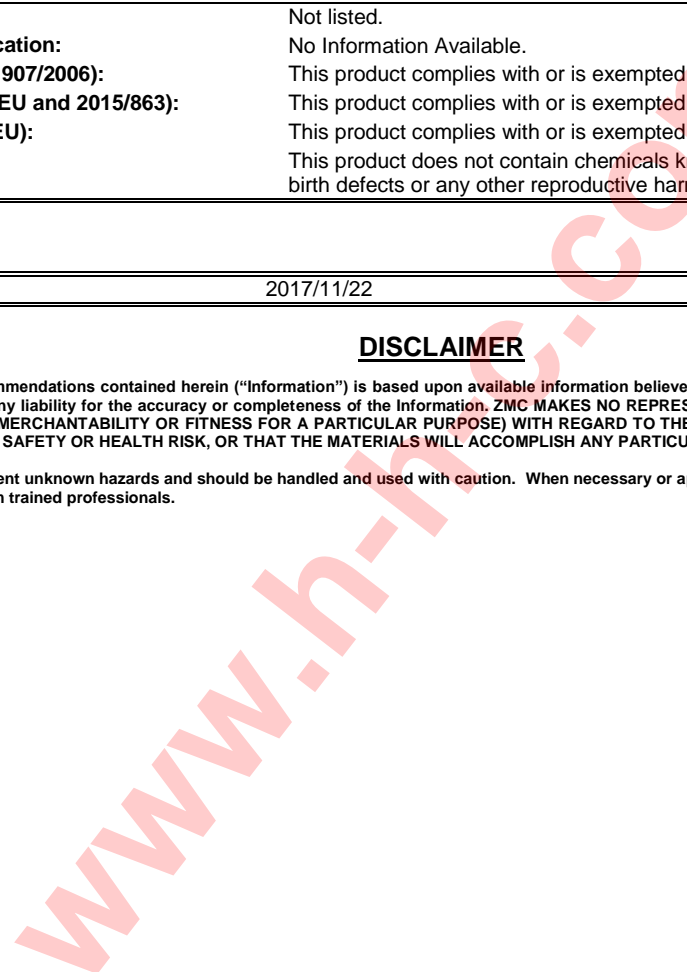 Not listed.
cation: No Information Available.
907/2006): This product complies with or is exempted
EU and 2015/863): This product complies with or is exempted
EU): This product complies with or is exempted
This product does not contain chemicals k
birth defects or any other reproductive har
2017/11/22
DISCLAIMER
mmendations contained herein (“Information”) is based upon available information believe
ny liability for the accuracy or completeness of the Information. ZMC MAKES NO REPRES
MERCHANTABILITY OR FITNESS FOR A PARTICULAR PURPOSE) WITH REGARD TO THE
SAFETY OR HEALTH RISK, OR THAT THE MATERIALS WILL ACCOMPLISH ANY PARTICU
ent unknown hazards and should be handled and used with caution. When necessary or a
n trained professionals.
www.h-h-c.co